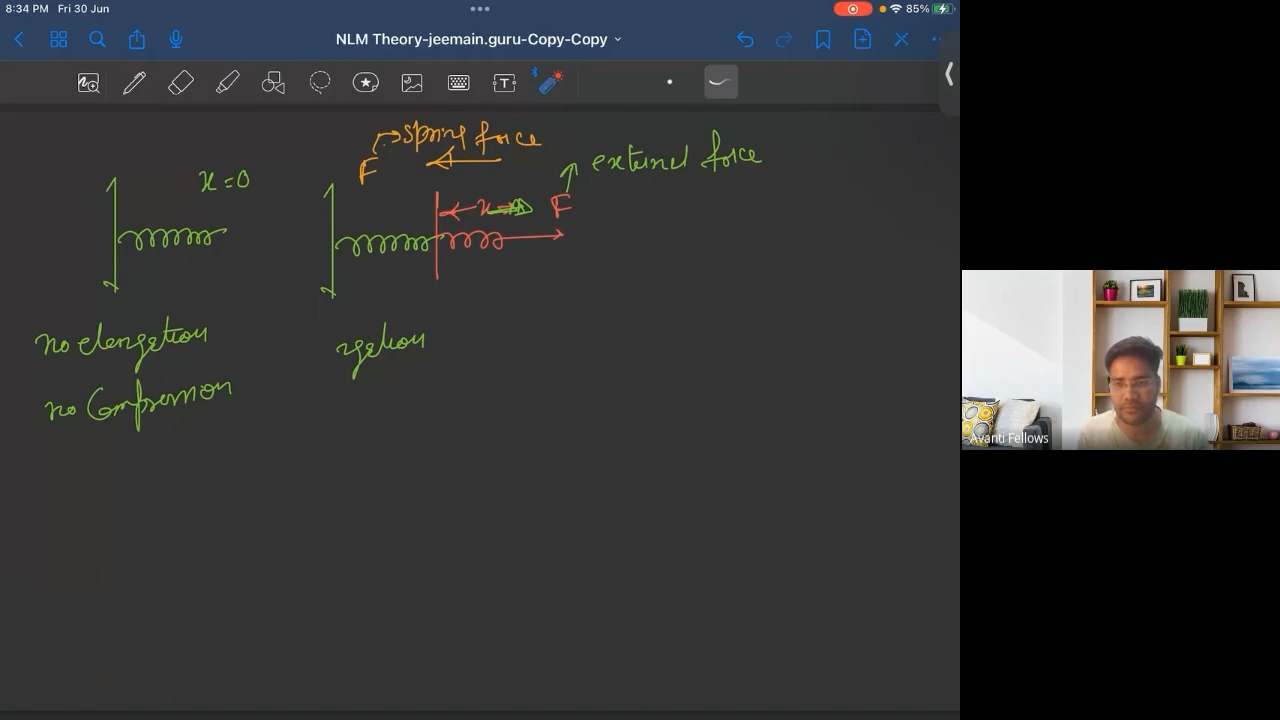 8:34 PM Fri 30 Jun
85%
NLM Theory-jeemain.guru-Copy-Copy
T
spring force
F
external force
x = 0
x
F
no elongation
no Compression
Avanti Fellows